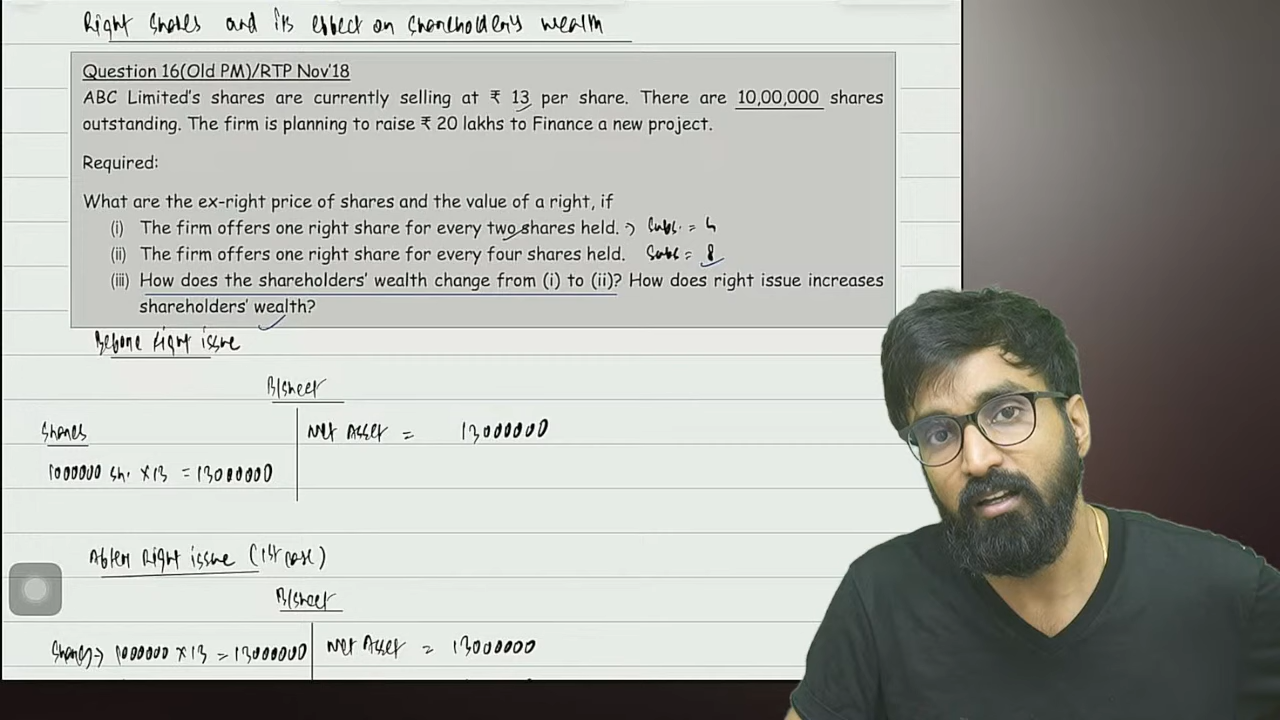 Right shares and its effect on shareholder's wealth
Question 16(Old PM)/RTP Nov'18
ABC Limited's shares are currently selling at ₹ 13 per share. There are 10,00,000 shares
outstanding. The firm is planning to raise ₹ 20 lakhs to Finance a new project.
Required:
What are the ex-right price of shares and the value of a right, if
(i) The firm offers one right share for every two shares held. → Subs. = 4
(ii) The firm offers one right share for every four shares held. Subs = 8
(iii) How does the shareholders' wealth change from (i) to (ii)? How does right issue increases
shareholders' wealth?
Before right issue
B/sheet
Shares
Net Asset = 13000000
1000000 sh. × 13 = 13000000
After Right issue (1st case)
B/sheet
Shares → 1000000 × 13 = 13000000
Net Asset = 13000000